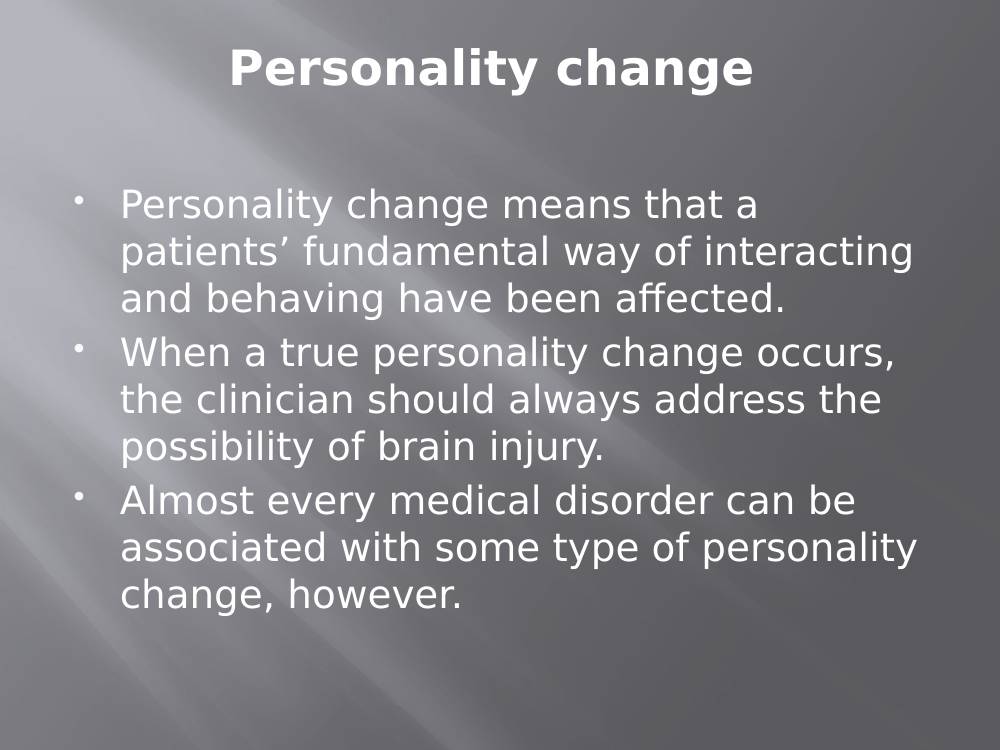 Personality change
• Personality change means that a
patients’ fundamental way of interacting
and behaving have been affected.
• When a true personality change occurs,
the clinician should always address the
possibility of brain injury.
• Almost every medical disorder can be
associated with some type of personality
change, however.